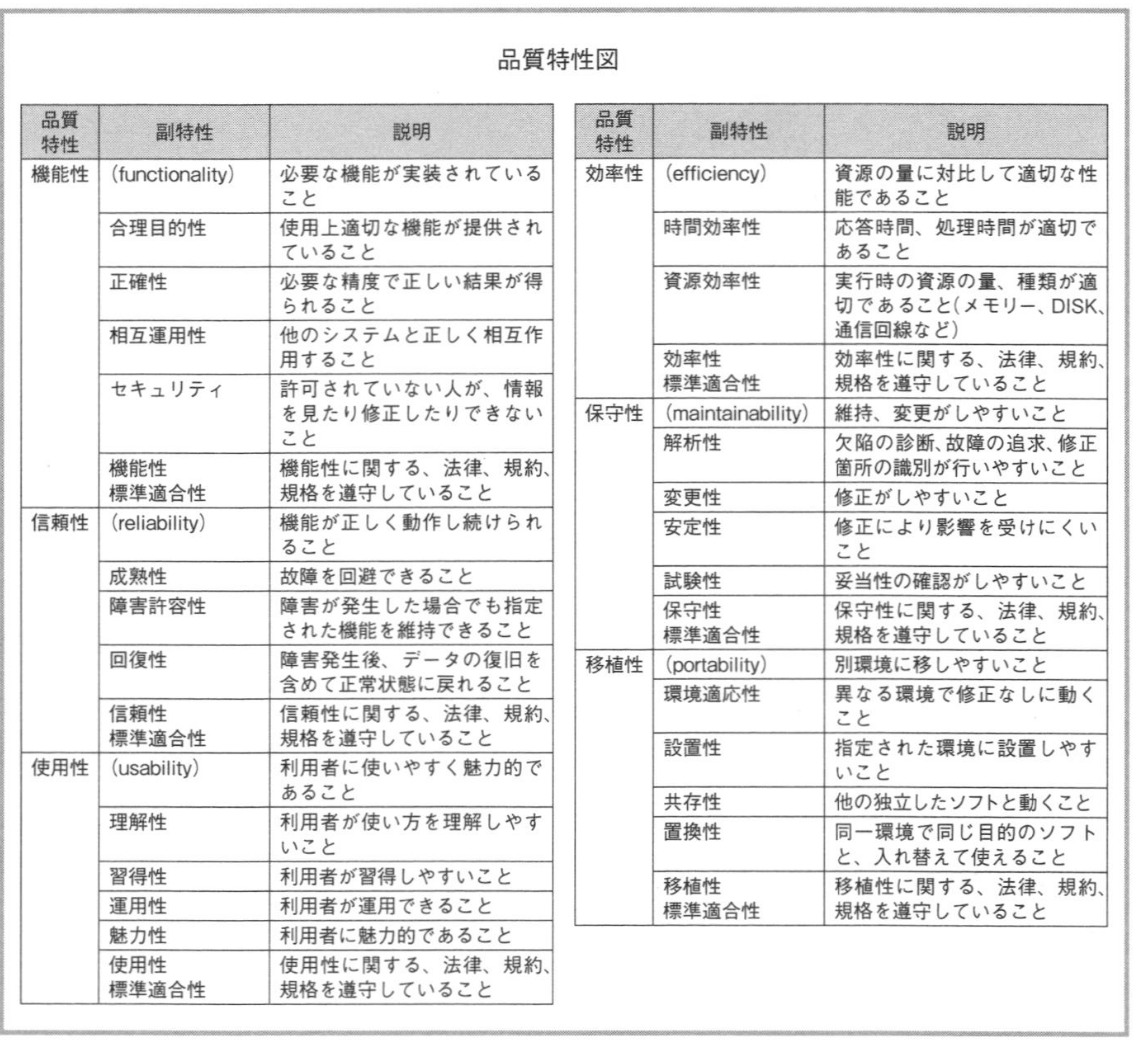 品質特性図
品質
特性
副特性
説明
機能性
(functionality)
必要な機能が実装されている
こと
合理目的性
使用上適切な機能が提供され
ていること
正確性
必要な精度で正しい結果が得
られること
相互運用性
他のシステムと正しく相互作
用すること
セキュリティ
許可されていない人が、情報
を見たり修正したりできない
こと
機能性
標準適合性
機能性に関する、法律、規約、
規格を遵守していること
信頼性
(reliability)
機能が正しく動作し続けられ
ること
成熟性
故障を回避できること
障害許容性
障害が発生した場合でも指定
された機能を維持できること
回復性
障害発生後、データの復旧を
含めて正常状態に戻れること
信頼性
標準適合性
信頼性に関する、法律、規約、
規格を遵守していること
使用性
(usability)
利用者に使いやすく魅力的で
あること
理解性
利用者が使い方を理解しやす
いこと
習得性
利用者が習得しやすいこと
運用性
利用者が運用できること
魅力性
利用者に魅力的であること
使用性
標準適合性
使用性に関する、法律、規約、
規格を遵守していること
品質
特性
副特性
説明
効率性
(efficiency)
資源の量に対比して適切な性
能であること
時間効率性
応答時間、処理時間が適切で
あること
資源効率性
実行時の資源の量、種類が適
切であること(メモリー、DISK、
通信回線など)
効率性
標準適合性
効率性に関する、法律、規約、
規格を遵守していること
保守性
(maintainability)
維持、変更がしやすいこと
解析性
欠陥の診断、故障の追求、修正
箇所の識別が行いやすいこと
変更性
修正がしやすいこと
安定性
修正により影響を受けにくい
こと
試験性
妥当性の確認がしやすいこと
保守性
標準適合性
保守性に関する、法律、規約、
規格を遵守していること
移植性
(portability)
別環境に移しやすいこと
環境適応性
異なる環境で修正なしに動く
こと
設置性
指定された環境に設置しやす
いこと
共存性
他の独立したソフトと動くこと
置換性
同一環境で同じ目的のソフト
と、入れ替えて使えること
移植性
標準適合性
移植性に関する、法律、規約、
規格を遵守していること